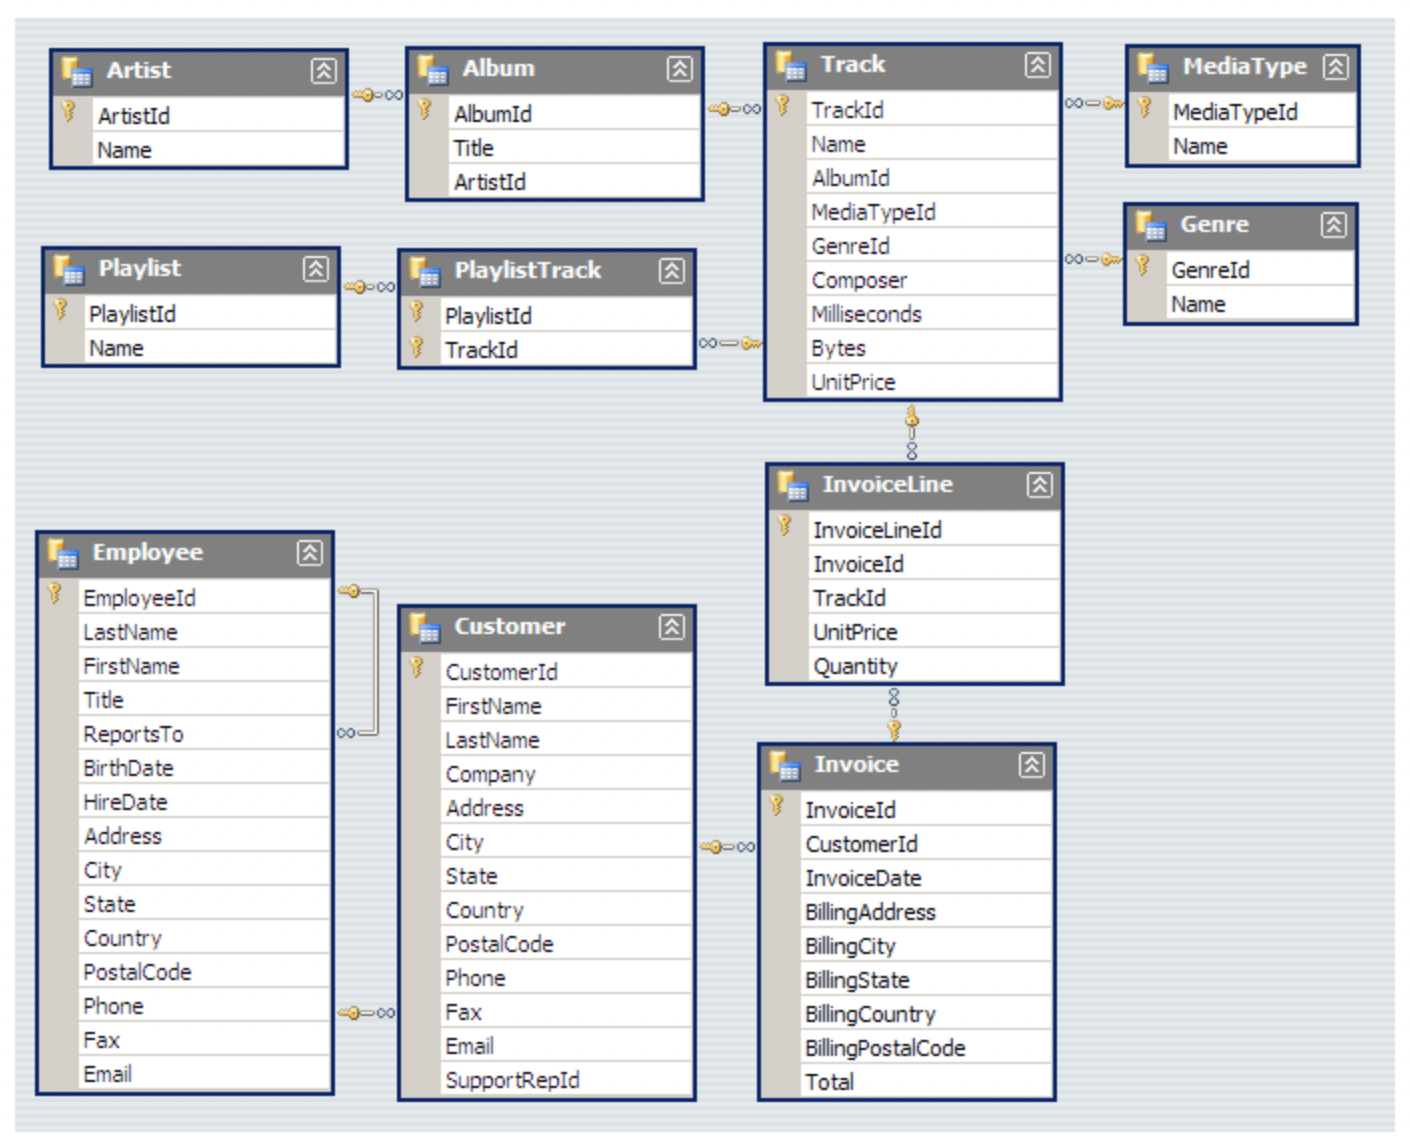 Artist
ArtistId
Name
Album
AlbumId
Title
ArtistId
Track
TrackId
Name
AlbumId
MediaTypeId
GenreId
Composer
Milliseconds
Bytes
UnitPrice
MediaType
MediaTypeId
Name
Genre
GenreId
Name
Playlist
PlaylistId
Name
PlaylistTrack
PlaylistId
TrackId
InvoiceLine
InvoiceLineId
InvoiceId
TrackId
UnitPrice
Quantity
Employee
EmployeeId
LastName
FirstName
Title
ReportsTo
BirthDate
HireDate
Address
City
State
Country
PostalCode
Phone
Fax
Email
Customer
CustomerId
FirstName
LastName
Company
Address
City
State
Country
PostalCode
Phone
Fax
Email
SupportRepId
Invoice
InvoiceId
CustomerId
InvoiceDate
BillingAddress
BillingCity
BillingState
BillingCountry
BillingPostalCode
Total